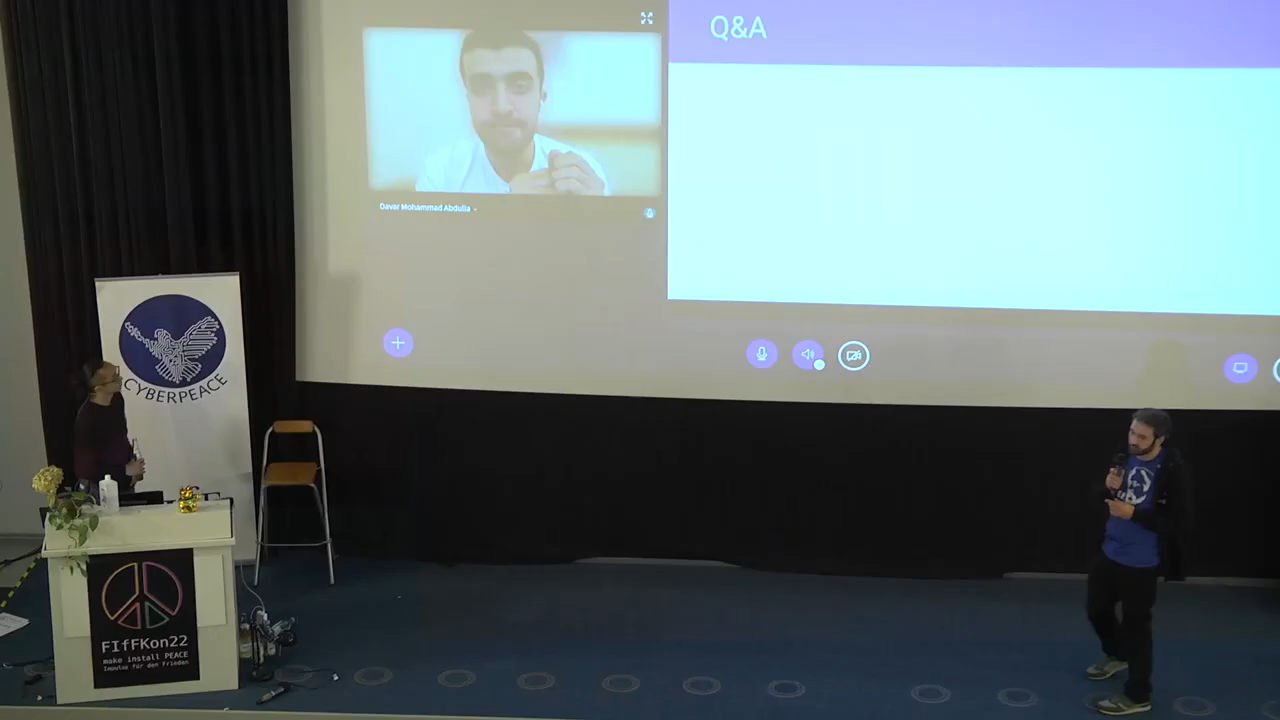 Q&A
Davar Mohammad Abdulla
CYBERPEACE
FIfFKon22
make install PEACE
Impulse für den Frieden